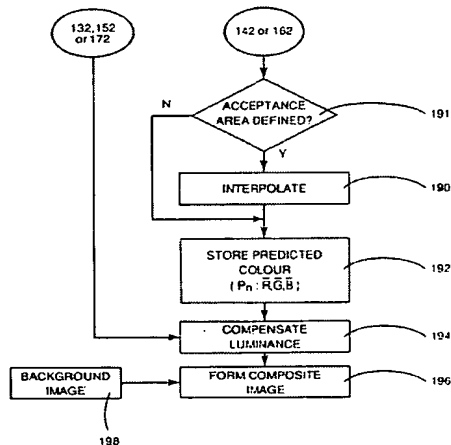 132,152
or 172
142 or 162
N
ACCEPTANCE
AREA DEFINED?
191
Y
INTERPOLATE
190
STORE PREDICTED
COLOUR
( Pn : R̅,G̅,B̅ )
192
COMPENSATE
LUMINANCE
194
BACKGROUND
IMAGE
FORM COMPOSITE
IMAGE
196
198